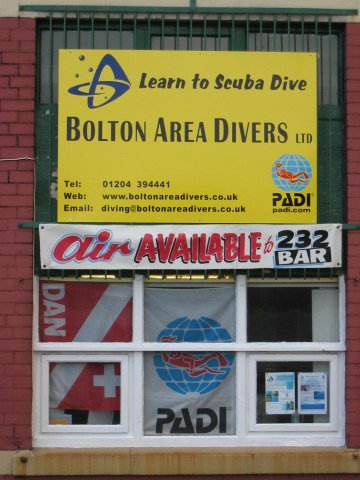 Learn to Scuba Dive
BOLTON AREA DIVERS LTD
Tel: 01204 394441
Web: www.boltonareadivers.co.uk
Email: diving@boltonareadivers.co.uk
PADI
padi.com
air AVAILABLE to 232 BAR
DAN
PADI